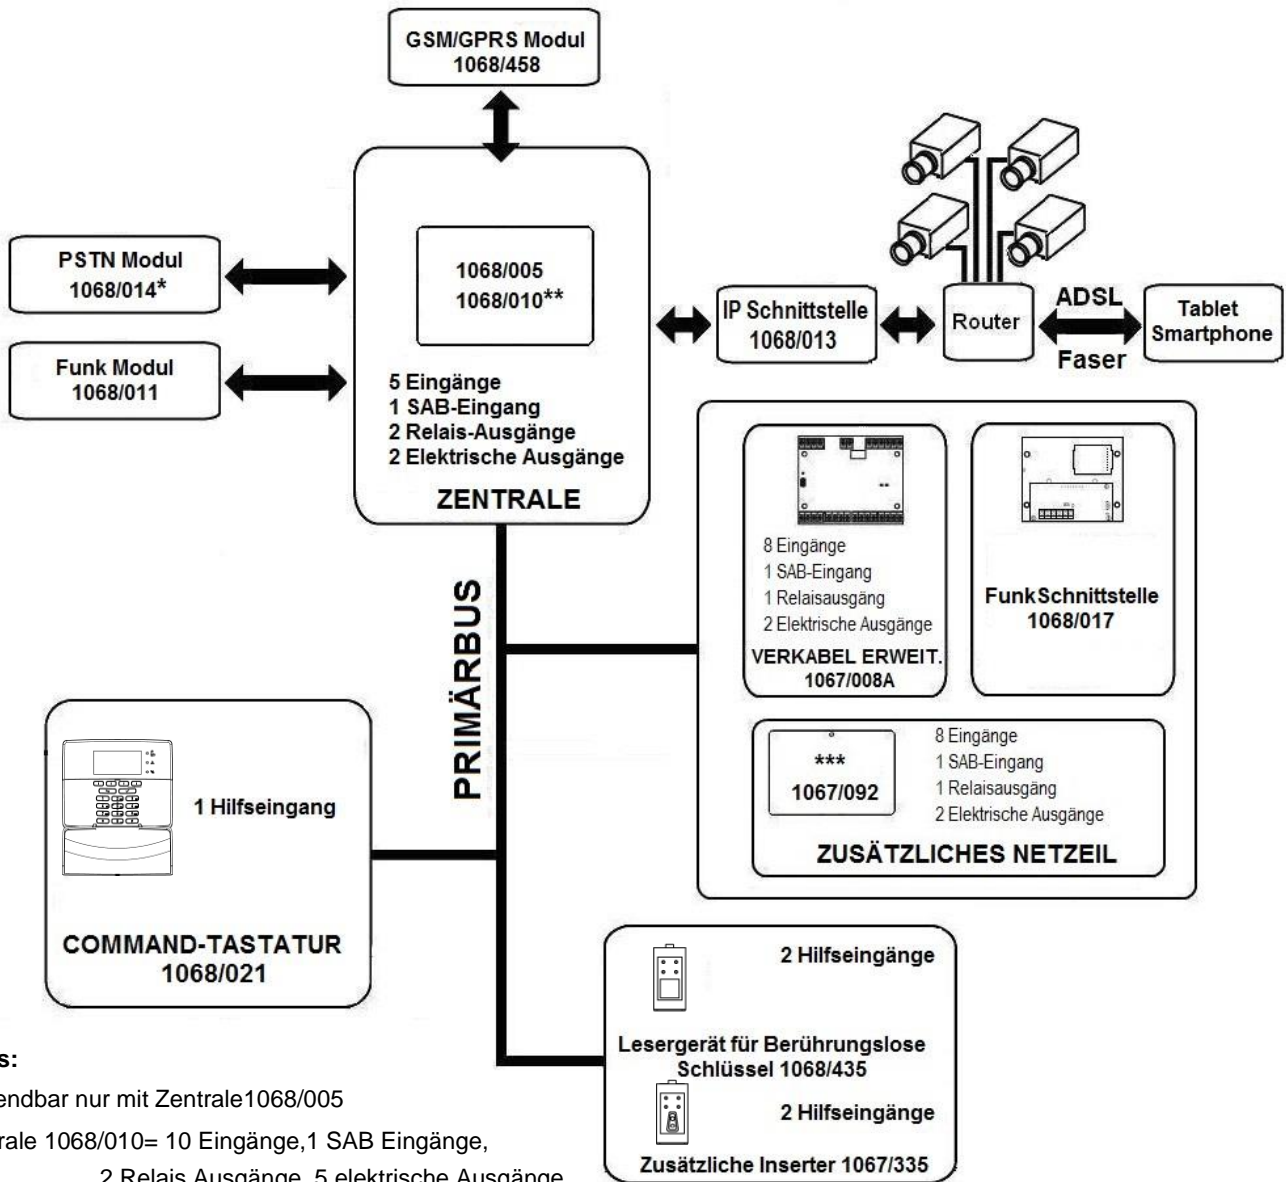 GSM/GPRS Modul
1068/458
PSTN Modul
1068/014*
Funk Modul
1068/011
1068/005
1068/010**
5 Eingänge
1 SAB-Eingang
2 Relais-Ausgänge
2 Elektrische Ausgänge
ZENTRALE
IP Schnittstelle
1068/013
Router
ADSL
Faser
Tablet
Smartphone
PRIMÄRBUS
8 Eingänge
1 SAB-Eingang
1 Relaisausgäng
2 Elektrische Ausgänge
VERKABEL ERWEIT.
1067/008A
FunkSchnittstelle
1068/017
***
1067/092
8 Eingänge
1 SAB-Eingang
1 Relaisausgäng
2 Elektrische Ausgänge
ZUSÄTZLICHES NETZEIL
1 Hilfseingang
COMMAND-TASTATUR
1068/021
2 Hilfseingänge
Lesergerät für Berührungslose
Schlüssel 1068/435
2 Hilfseingänge
Zusätzliche Inserter 1067/335
s:
endbar nur mit Zentrale1068/005
rale 1068/010= 10 Eingänge,1 SAB Eingänge,
2 Relais Ausgänge, 5 elektrische Ausgänge